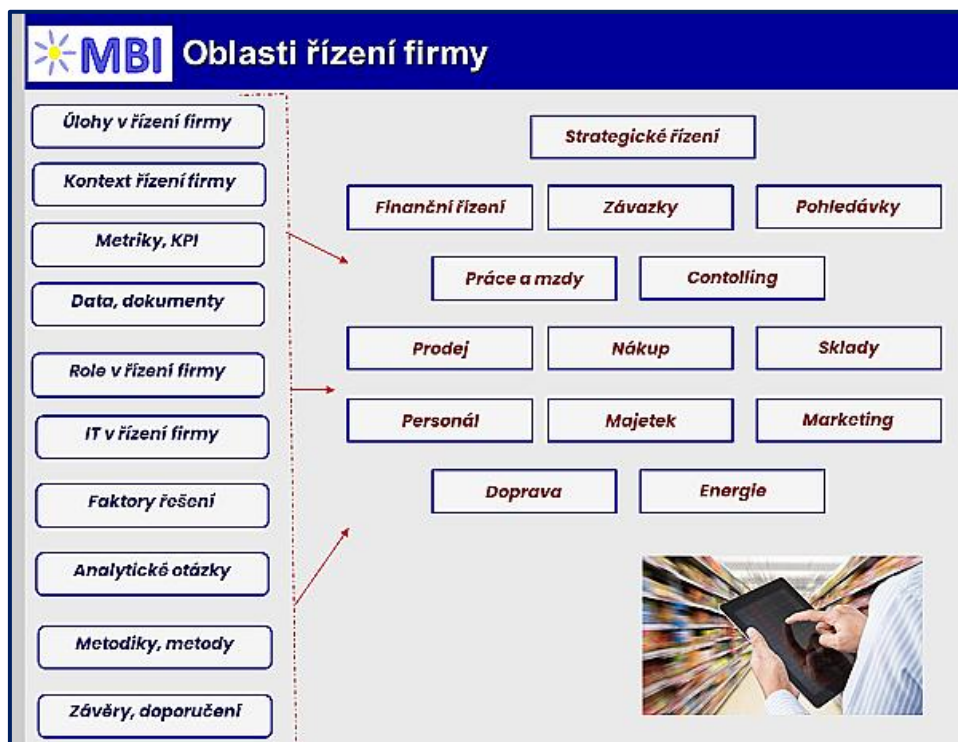 MBI Oblasti řízení firmy
Úlohy v řízení firmy
Kontext řízení firmy
Metriky, KPI
Data, dokumenty
Role v řízení firmy
IT v řízení firmy
Faktory řešení
Analytické otázky
Metodiky, metody
Závěry, doporučení
Strategické řízení
Finanční řízení
Závazky
Pohledávky
Práce a mzdy
Contolling
Prodej
Nákup
Sklady
Personál
Majetek
Marketing
Doprava
Energie